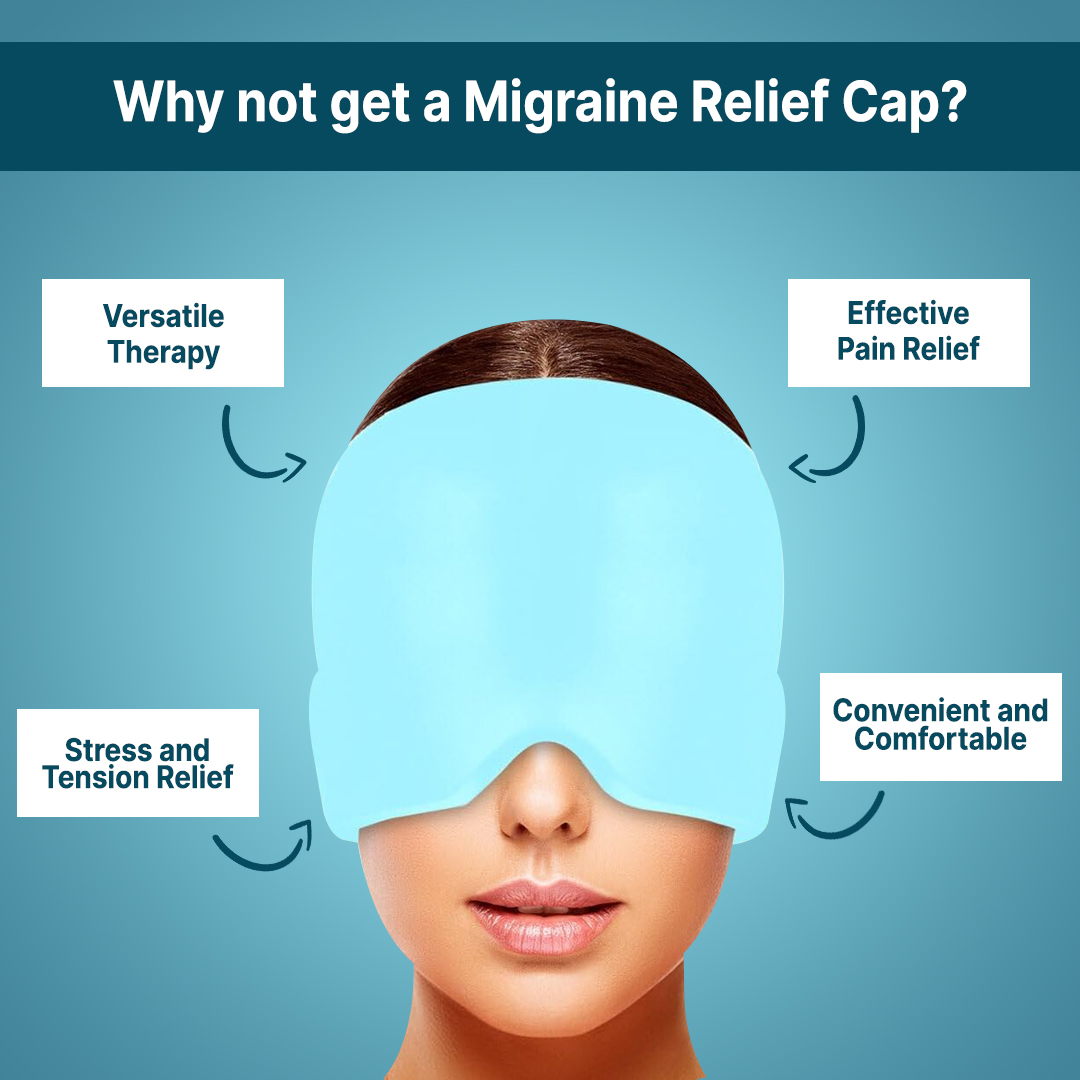 Why not get a Migraine Relief Cap?
Versatile
Therapy
Effective
Pain Relief
Stress and
Tension Relief
Convenient and
Comfortable